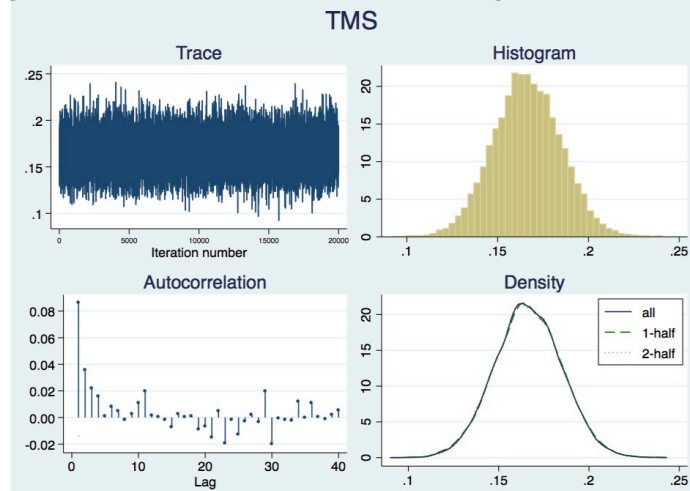 TMS
Trace
.25
.2
.15
.1
0 5000 10000 15000 20000
Iteration number
Histogram
20
15
10
5
0
.1 .15 .2 .25
Autocorrelation
0.08
0.06
0.04
0.02
0.00
-0.02
0 10 20 30 40
Lag
Density
20
15
10
5
0
all
1-half
2-half
.1 .15 .2 .25